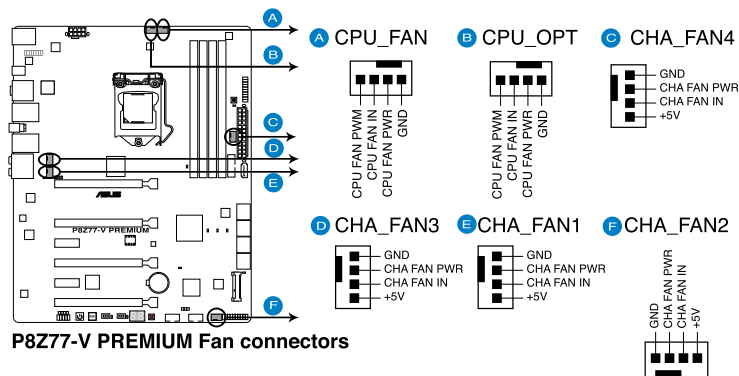 A
B
C
D
E
F
A CPU_FAN
CPU FAN PWM
CPU FAN IN
CPU FAN PWR
GND
B CPU_OPT
CPU FAN PWM
CPU FAN IN
CPU FAN PWR
GND
C CHA_FAN4
GND
CHA FAN PWR
CHA FAN IN
+5V
D CHA_FAN3
GND
CHA FAN PWR
CHA FAN IN
+5V
E CHA_FAN1
GND
CHA FAN PWR
CHA FAN IN
+5V
F CHA_FAN2
GND
CHA FAN PWR
CHA FAN IN
+5V
ASUS
P8Z77-V PREMIUM
P8Z77-V PREMIUM Fan connectors